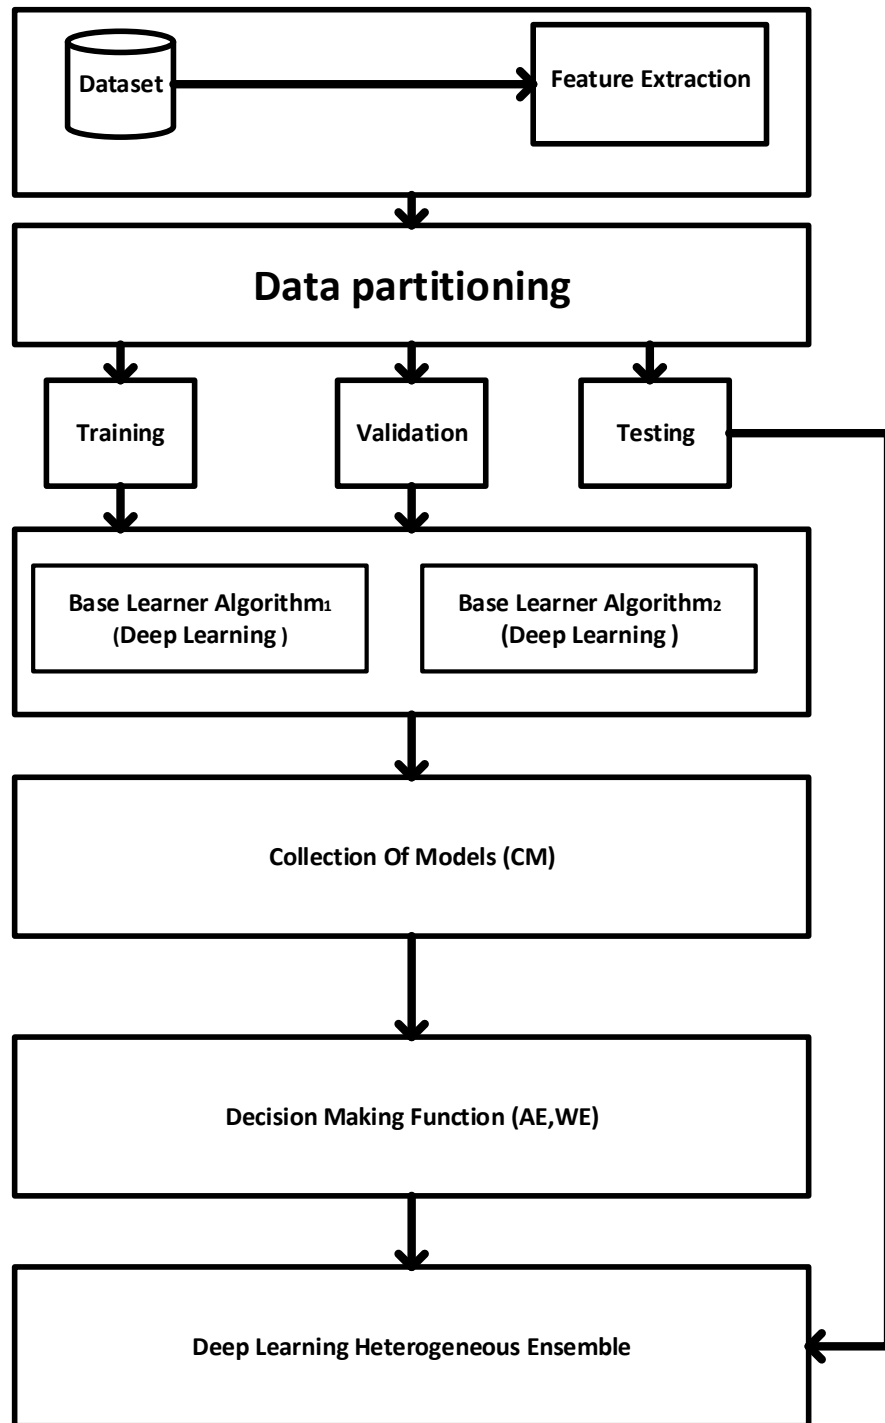 Dataset
Feature Extraction
Data partitioning
Training
Validation
Testing
Base Learner Algorithm₁
(Deep Learning )
Base Learner Algorithm₂
(Deep Learning )
Collection Of Models (CM)
Decision Making Function (AE,WE)
Deep Learning Heterogeneous Ensemble